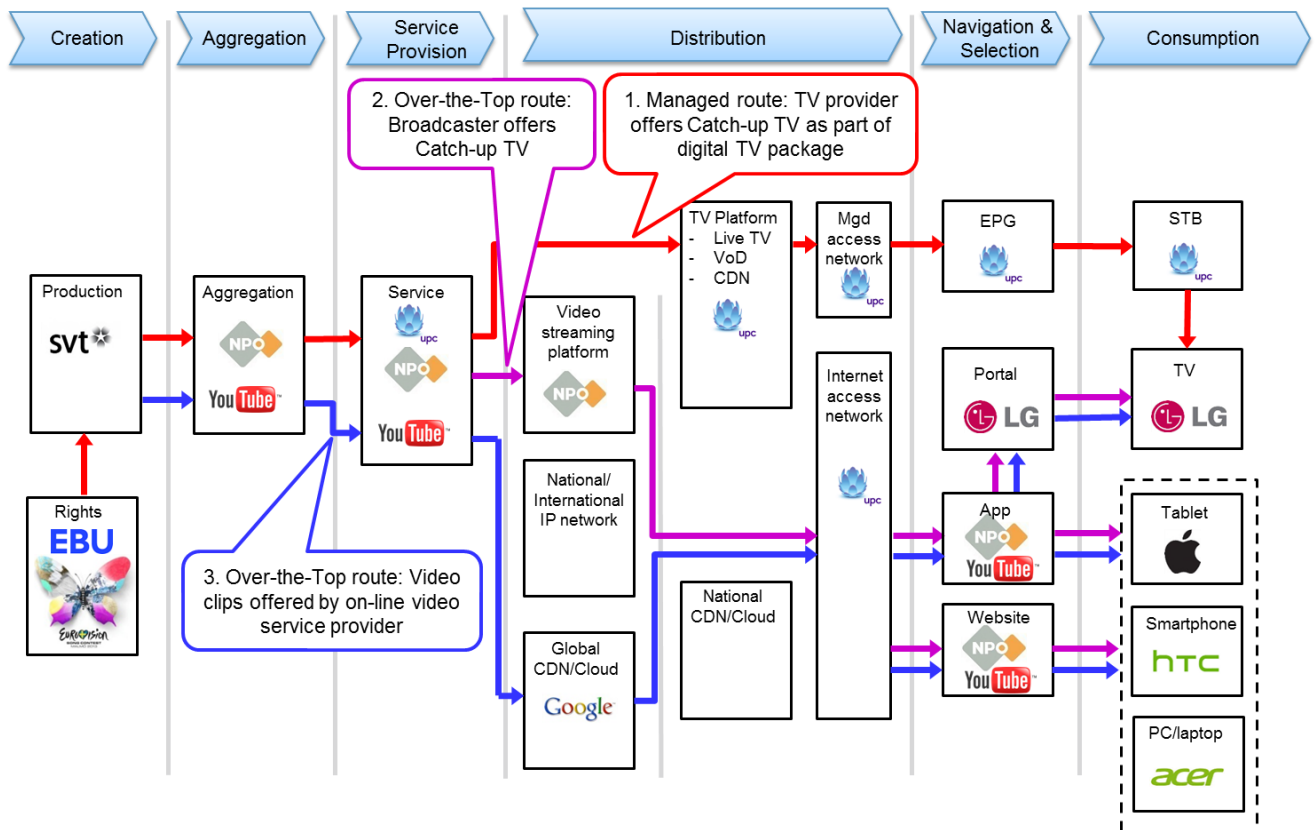 Creation
Aggregation
Service
Provision
Distribution
Navigation &
Selection
Consumption
2. Over-the-Top route:
Broadcaster offers
Catch-up TV
1. Managed route: TV provider
offers Catch-up TV as part of
digital TV package
Production
svt
Rights
EBU
EUROVISION
Aggregation
NPO
YouTube
3. Over-the-Top route: Video
clips offered by on-line video
service provider
Service
upc
NPO
YouTube
Video
streaming
platform
NPO
National/
International
IP network
Global
CDN/Cloud
Google
TV Platform
- Live TV
- VoD
- CDN
upc
National
CDN/Cloud
Mgd
access
network
upc
Internet
access
network
upc
EPG
upc
Portal
LG
App
NPO
YouTube
Website
NPO
YouTube
STB
upc
TV
LG
Tablet
Smartphone
hTC
PC/laptop
acer